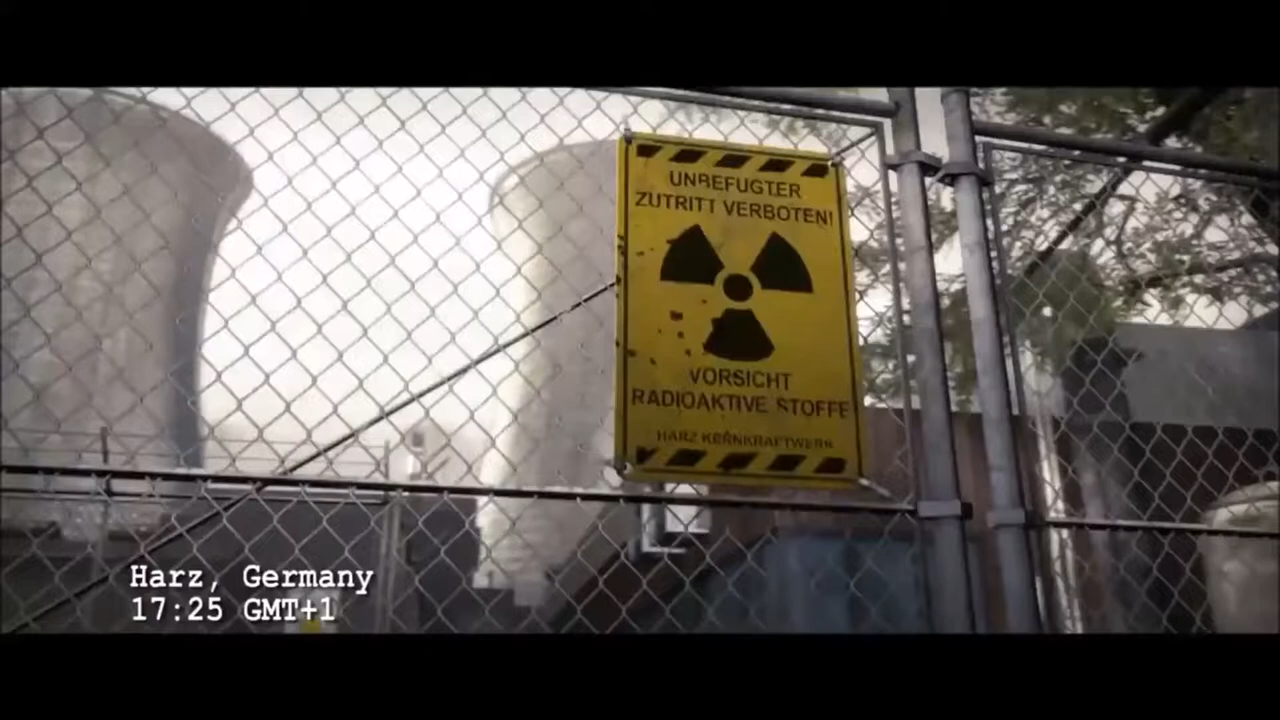 UNBEFUGTER
ZUTRITT VERBOTEN!
VORSICHT
RADIOAKTIVE STOFFE
HARZ KERNKRAFTWERK
Harz, Germany
17:25 GMT+1